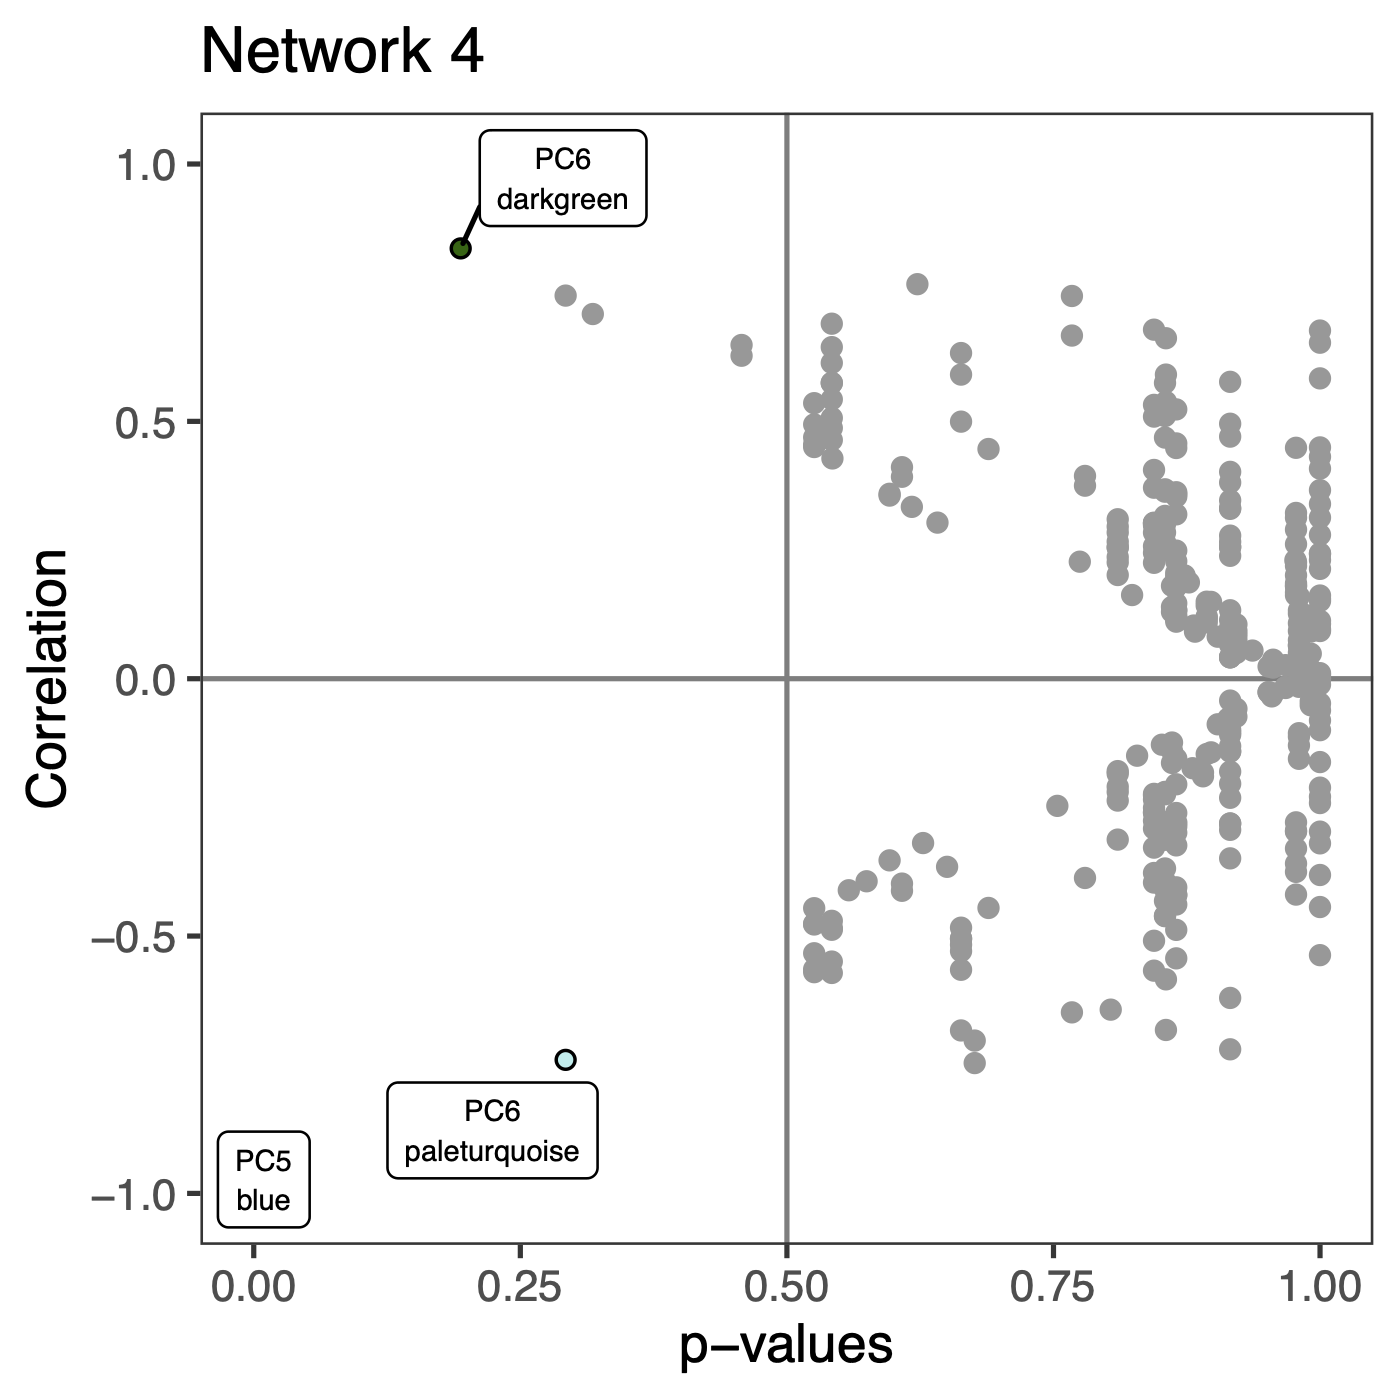 Network 4
Correlation
1.0
0.5
0.0
−0.5
−1.0
PC6
darkgreen
PC6
paleturquoise
PC5
blue
0.00
0.25
0.50
0.75
1.00
p−values